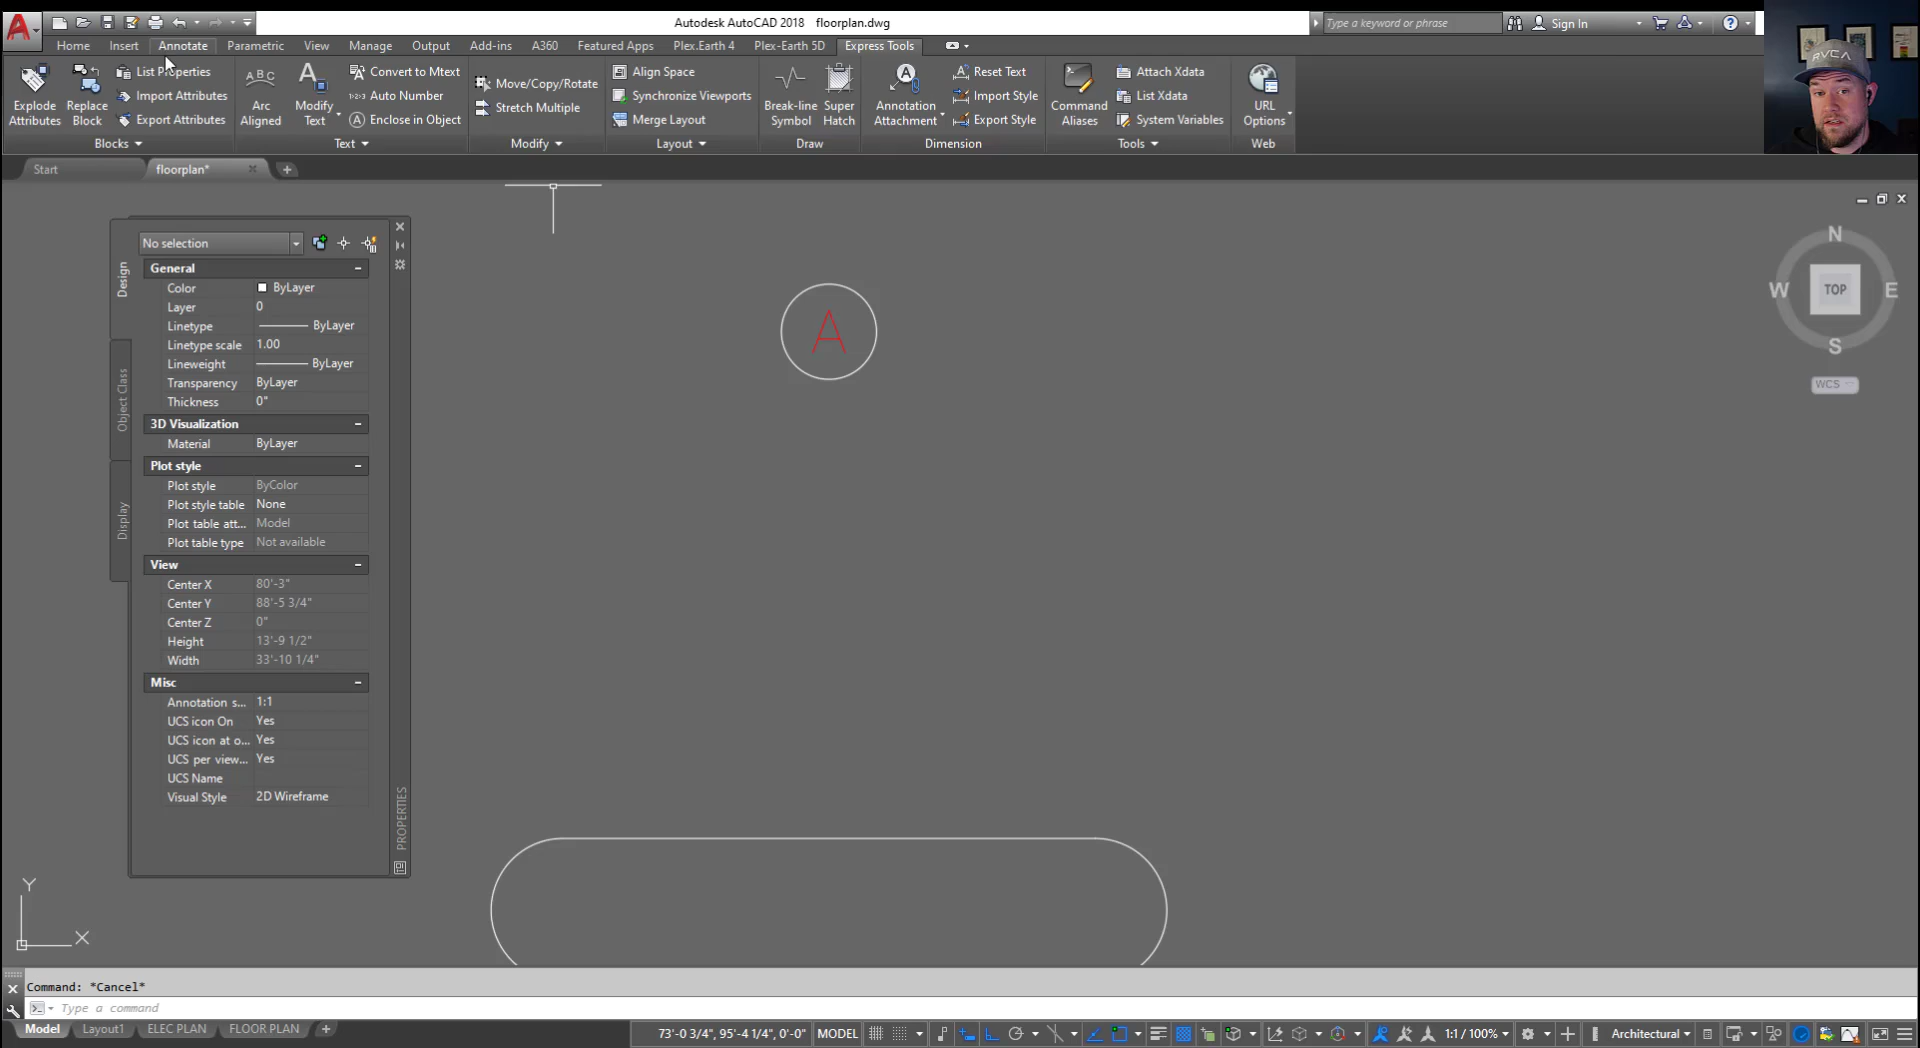 Autodesk AutoCAD 2018 floorplan.dwg
Type a keyword or phrase
Sign In
Home Insert Annotate Parametric View Manage Output Add-ins A360 Featured Apps Plex.Earth 4 Plex-Earth 5D Express Tools
Explode Attributes
Replace Block
List Properties
Import Attributes
Export Attributes
Blocks
Arc Aligned
Modify Text
Convert to Mtext
Auto Number
Enclose in Object
Text
Move/Copy/Rotate
Stretch Multiple
Modify
Align Space
Synchronize Viewports
Merge Layout
Layout
Break-line Symbol
Super Hatch
Draw
Annotation Attachment
Reset Text
Import Style
Export Style
Dimension
Command Aliases
Attach Xdata
List Xdata
System Variables
Tools
URL Options
Web
RVCA
Start floorplan*
No selection
Design
Object Class
Display
General
Color ByLayer
Layer 0
Linetype ByLayer
Linetype scale 1.00
Lineweight ByLayer
Transparency ByLayer
Thickness 0"
3D Visualization
Material ByLayer
Plot style
Plot style ByColor
Plot style table None
Plot table att... Model
Plot table type Not available
View
Center X 80'-3"
Center Y 88'-5 3/4"
Center Z 0"
Height 13'-9 1/2"
Width 33'-10 1/4"
Misc
Annotation s... 1:1
UCS icon On Yes
UCS icon at o... Yes
UCS per view... Yes
UCS Name
Visual Style 2D Wireframe
PROPERTIES
A
N
W TOP E
S
WCS
Y
X
Command: *Cancel*
Type a command
Model Layout1 ELEC PLAN FLOOR PLAN
73'-0 3/4", 95'-4 1/4", 0'-0" MODEL 1:1 / 100% Architectural